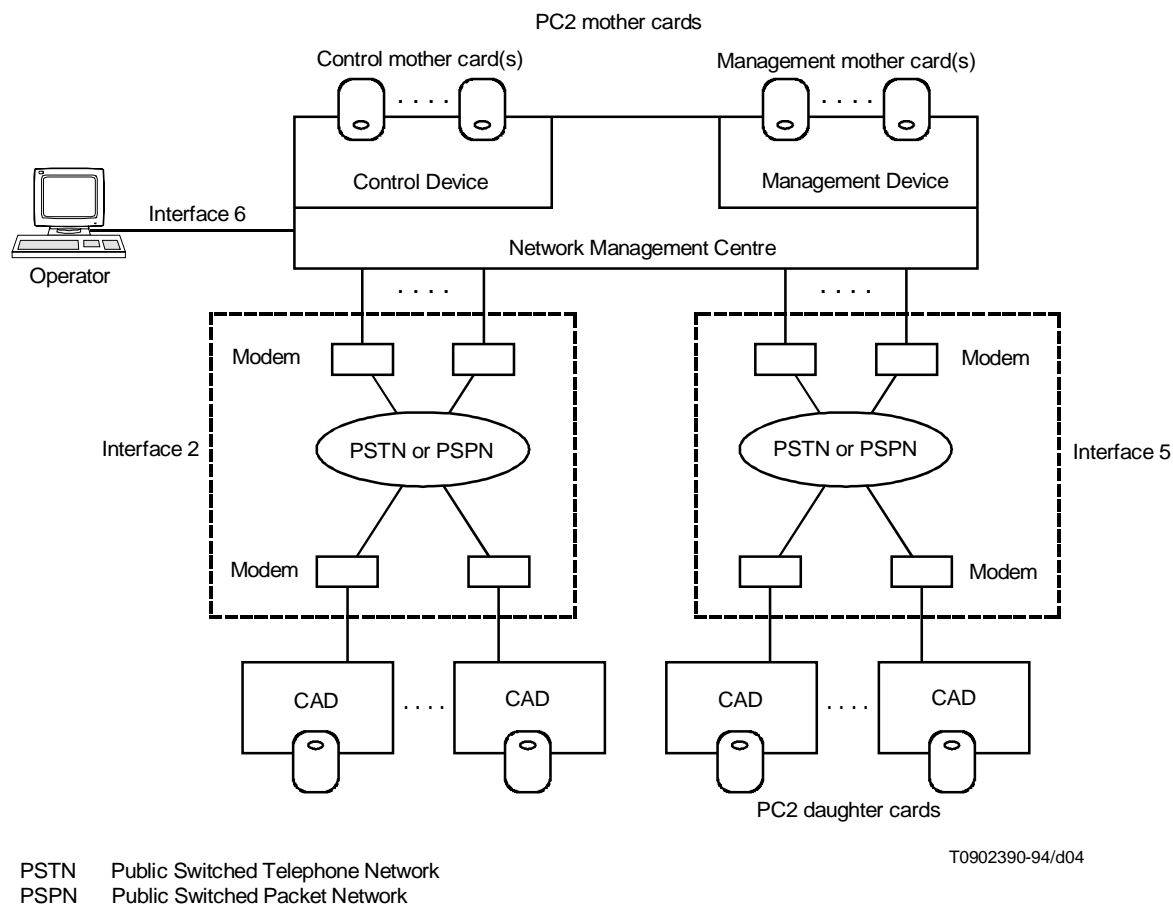 PC2 mother cards
Control mother card(s)
Management mother card(s)
. . . .
. . . .
Control Device
Management Device
Interface 6
Network Management Centre
Operator
. . . .
. . . .
Modem
Modem
Interface 2
PSTN or PSPN
PSTN or PSPN
Interface 5
Modem
Modem
CAD
. . . .
CAD
CAD
. . . .
CAD
PC2 daughter cards
T0902390-94/d04
PSTN Public Switched Telephone Network
PSPN Public Switched Packet Network